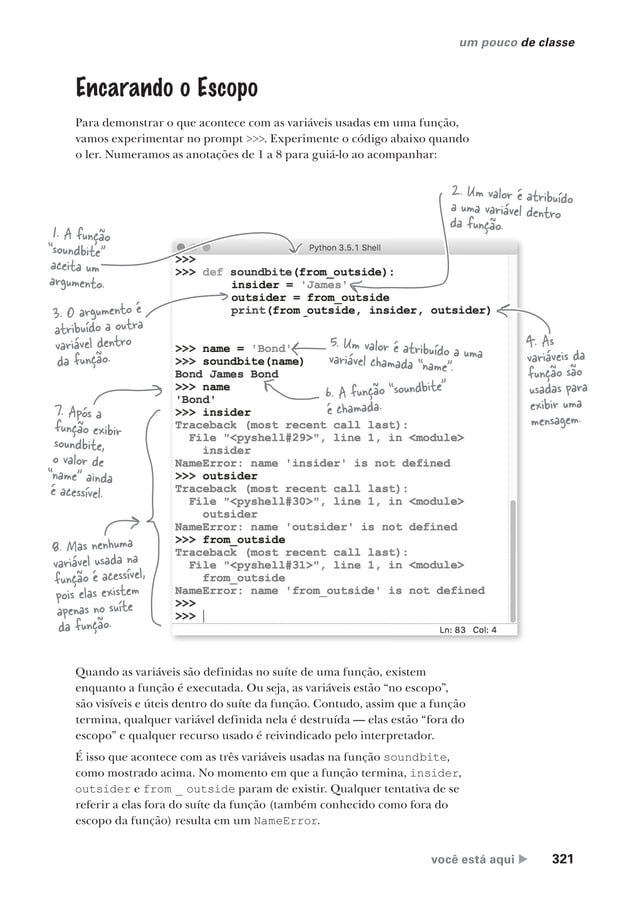 um pouco de classe
Encarando o Escopo
Para demonstrar o que acontece com as variáveis usadas em uma função,
vamos experimentar no prompt >>>. Experimente o código abaixo quando
o ler. Numeramos as anotações de 1 a 8 para guiá-lo ao acompanhar:
2. Um valor é atribuído
a uma variável dentro
da função.
1. A função
"soundbite"
aceita um
argumento.
3. O argumento é
atribuído a outra
variável dentro
da função.
Python 3.5.1 Shell
>>>
>>> def soundbite(from_outside):
insider = 'James'
outsider = from_outside
print(from_outside, insider, outsider)
>>> name = 'Bond'
>>> soundbite(name)
Bond James Bond
>>> name
'Bond'
>>> insider
Traceback (most recent call last):
File "<pyshell#29>", line 1, in <module>
insider
NameError: name 'insider' is not defined
>>> outsider
Traceback (most recent call last):
File "<pyshell#30>", line 1, in <module>
outsider
NameError: name 'outsider' is not defined
>>> from_outside
Traceback (most recent call last):
File "<pyshell#31>", line 1, in <module>
from_outside
NameError: name 'from_outside' is not defined
>>>
>>>
Ln: 83 Col: 4
5. Um valor é atribuído a uma
variável chamada "name".
6. A função "soundbite"
é chamada.
4. As
variáveis da
função são
usadas para
exibir uma
mensagem.
7. Após a
função exibir
soundbite,
o valor de
"name" ainda
é acessível.
8. Mas nenhuma
variável usada na
função é acessível,
pois elas existem
apenas no suíte
da função.
Quando as variáveis são definidas no suíte de uma função, existem
enquanto a função é executada. Ou seja, as variáveis estão “no escopo”,
são visíveis e úteis dentro do suíte da função. Contudo, assim que a função
termina, qualquer variável definida nela é destruída — elas estão “fora do
escopo” e qualquer recurso usado é reivindicado pelo interpretador.
É isso que acontece com as três variáveis usadas na função soundbite,
como mostrado acima. No momento em que a função termina, insider,
outsider e from _ outside param de existir. Qualquer tentativa de se
referir a elas fora do suíte da função (também conhecido como fora do
escopo da função) resulta em um NameError.
você está aqui ▶ 321